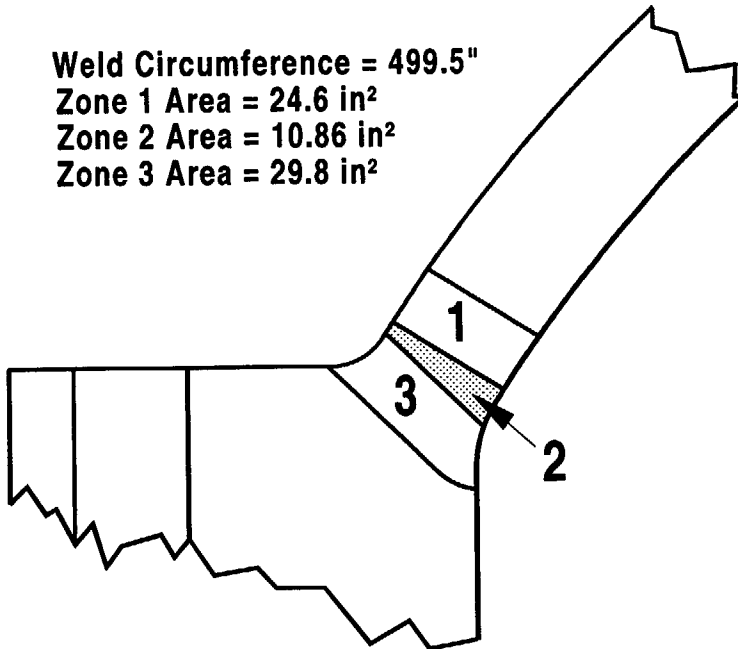 Weld Circumference = 499.5"
Zone 1 Area = 24.6 in²
Zone 2 Area = 10.86 in²
Zone 3 Area = 29.8 in²
1
3
2